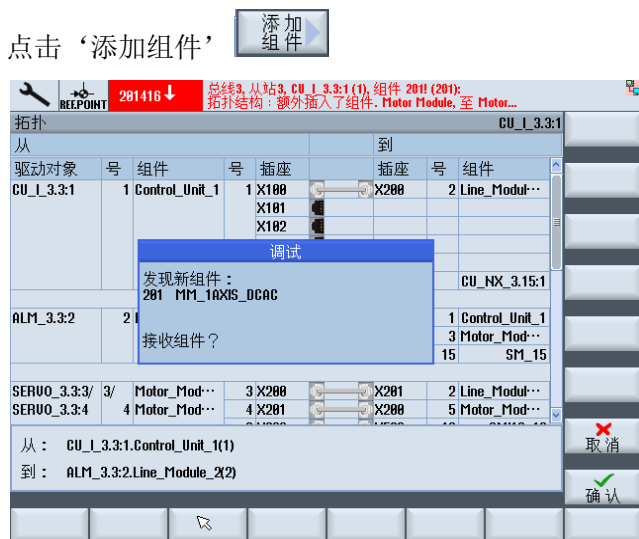 点击‘添加组件’ 添加组件
REF.POINT 201416↓ 总线3, 从站3, CU_I_3.3:1 (1), 组件 201! (201):
拓扑结构：额外插入了组件. Motor Module, 至 Motor...
拓扑 CU_I_3.3:1
从 到
驱动对象 号 组件 号 插座 插座 号 组件
CU_I_3.3:1 1 Control_Unit_1 1 X100 X200 2 Line_Modul···
X101
X102
调试
发现新组件：
CU_NX_3.15:1
201 MM_1AXIS_DCAC
ALM_3.3:2 2 1 Control_Unit_1
接收组件？ 3 Motor_Mod···
15 SM_15
SERVO_3.3:3/ 3/ Motor_Mod··· 3 X200 X201 2 Line_Modul···
SERVO_3.3:4 4 Motor_Mod··· 4 X201 X200 5 Motor_Mod···
从： CU_I_3.3:1.Control_Unit_1(1)
取消
到： ALM_3.3:2.Line_Module_2(2)
确认